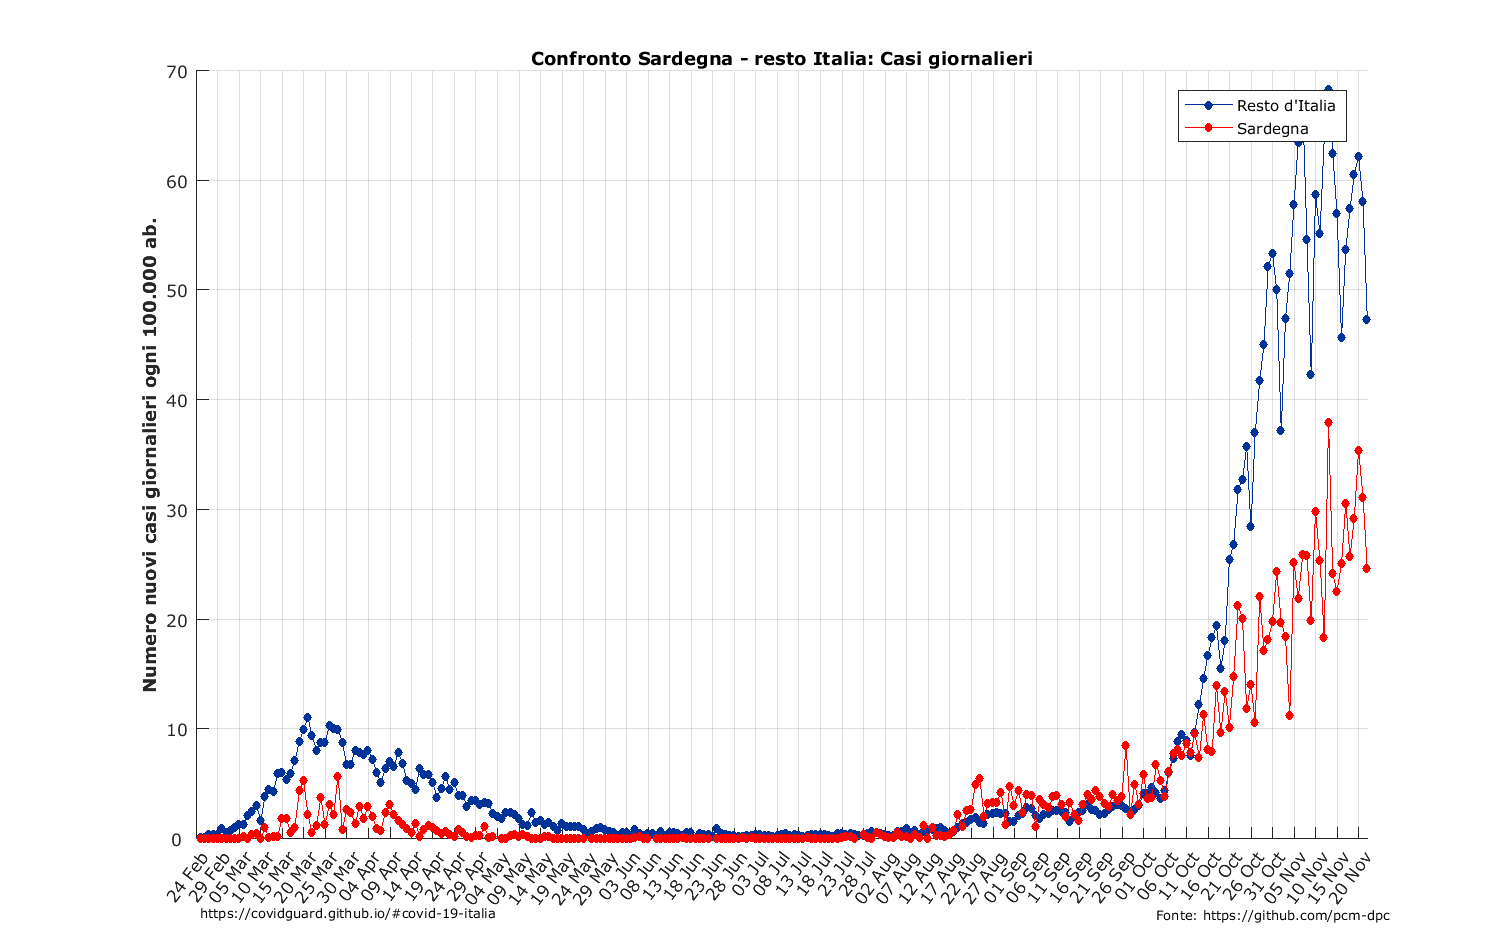 Confronto Sardegna - resto Italia: Casi giornalieri
Numero nuovi casi giornalieri ogni 100.000 ab.
70
60
50
40
30
20
10
0
Resto d'Italia
Sardegna
24 Feb
29 Feb
05 Mar
10 Mar
15 Mar
20 Mar
25 Mar
30 Mar
04 Apr
09 Apr
14 Apr
19 Apr
24 Apr
29 Apr
04 May
09 May
14 May
19 May
24 May
29 May
03 Jun
08 Jun
13 Jun
18 Jun
23 Jun
28 Jun
03 Jul
08 Jul
13 Jul
18 Jul
23 Jul
28 Jul
02 Aug
07 Aug
12 Aug
17 Aug
22 Aug
27 Aug
01 Sep
06 Sep
11 Sep
16 Sep
21 Sep
26 Sep
01 Oct
06 Oct
11 Oct
16 Oct
21 Oct
26 Oct
31 Oct
05 Nov
10 Nov
15 Nov
20 Nov
https://covidguard.github.io/#covid-19-italia
Fonte: https://github.com/pcm-dpc